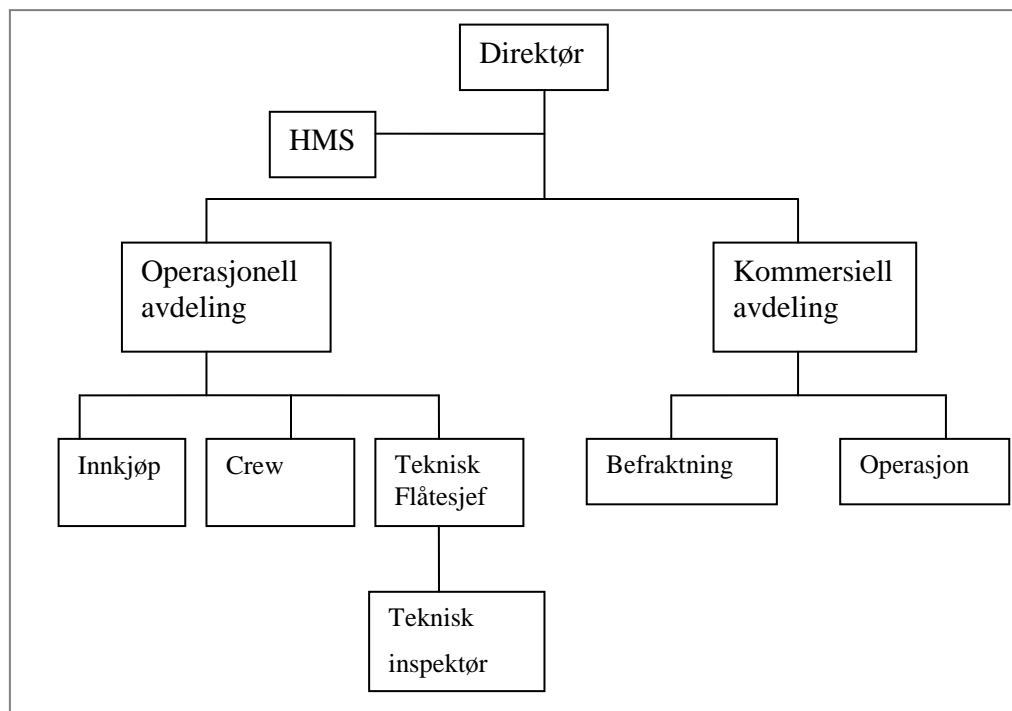 Direktør
HMS
Operasjonell
avdeling
Kommersiell
avdeling
Innkjøp
Crew
Teknisk
Flåtesjef
Befraktning
Operasjon
Teknisk
inspektør